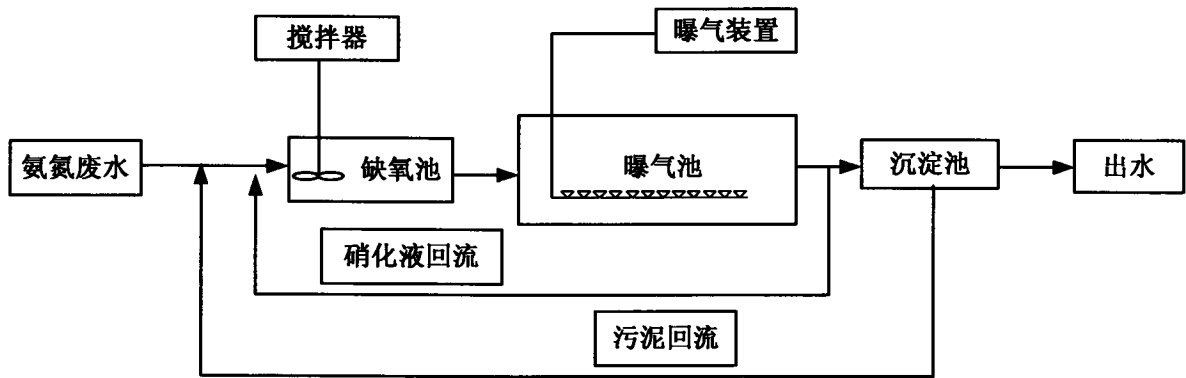 搅拌器
曝气装置
氨氮废水
缺氧池
曝气池
沉淀池
出水
硝化液回流
污泥回流